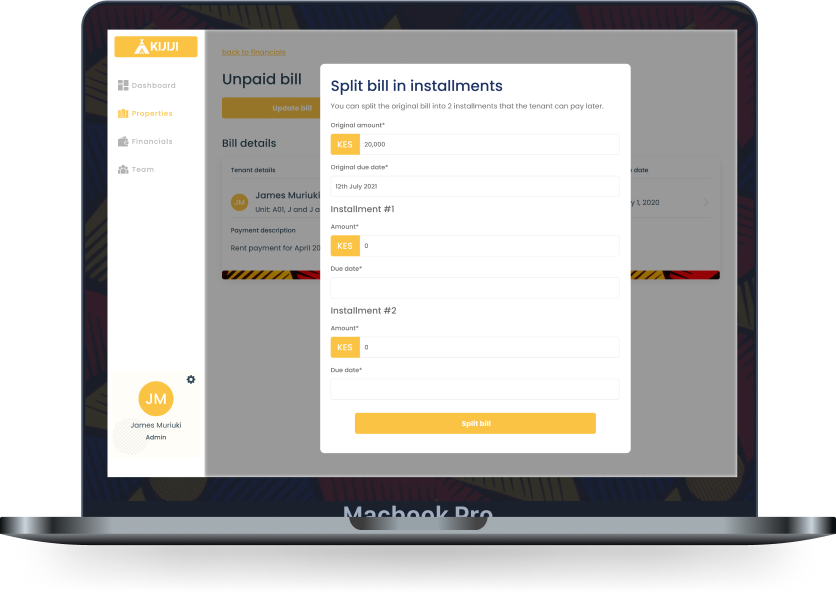 KIJIJI
Dashboard
Properties
Financials
Team
JM
James Muriuki
Admin
back to financials
Unpaid bill
Update bill
Bill details
Tenant details
JM
James Muriuki
Unit: A01, J and J a
Payment description
Rent payment for April 20
date
y 1, 2020
Split bill in installments
You can split the original bill into 2 installments that the tenant can pay later.
Original amount*
KES 20,000
Original due date*
12th July 2021
Installment #1
Amount*
KES 0
Due date*
Installment #2
Amount*
KES 0
Due date*
Split bill
Macbook Pro